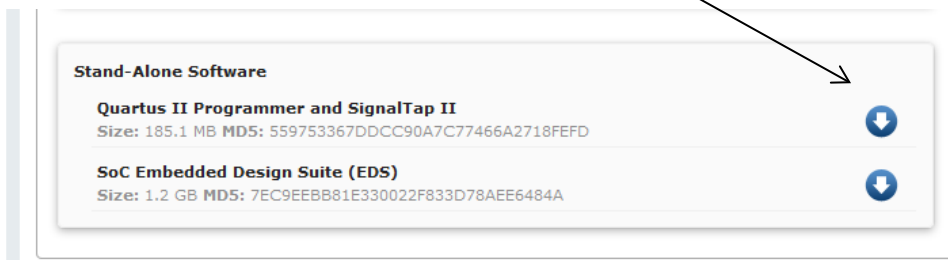 Stand-Alone Software
Quartus II Programmer and SignalTap II
Size: 185.1 MB MD5: 559753367DDCC90A7C77466A2718FEFD
SoC Embedded Design Suite (EDS)
Size: 1.2 GB MD5: 7EC9EEBB81E330022F833D78AEE6484A